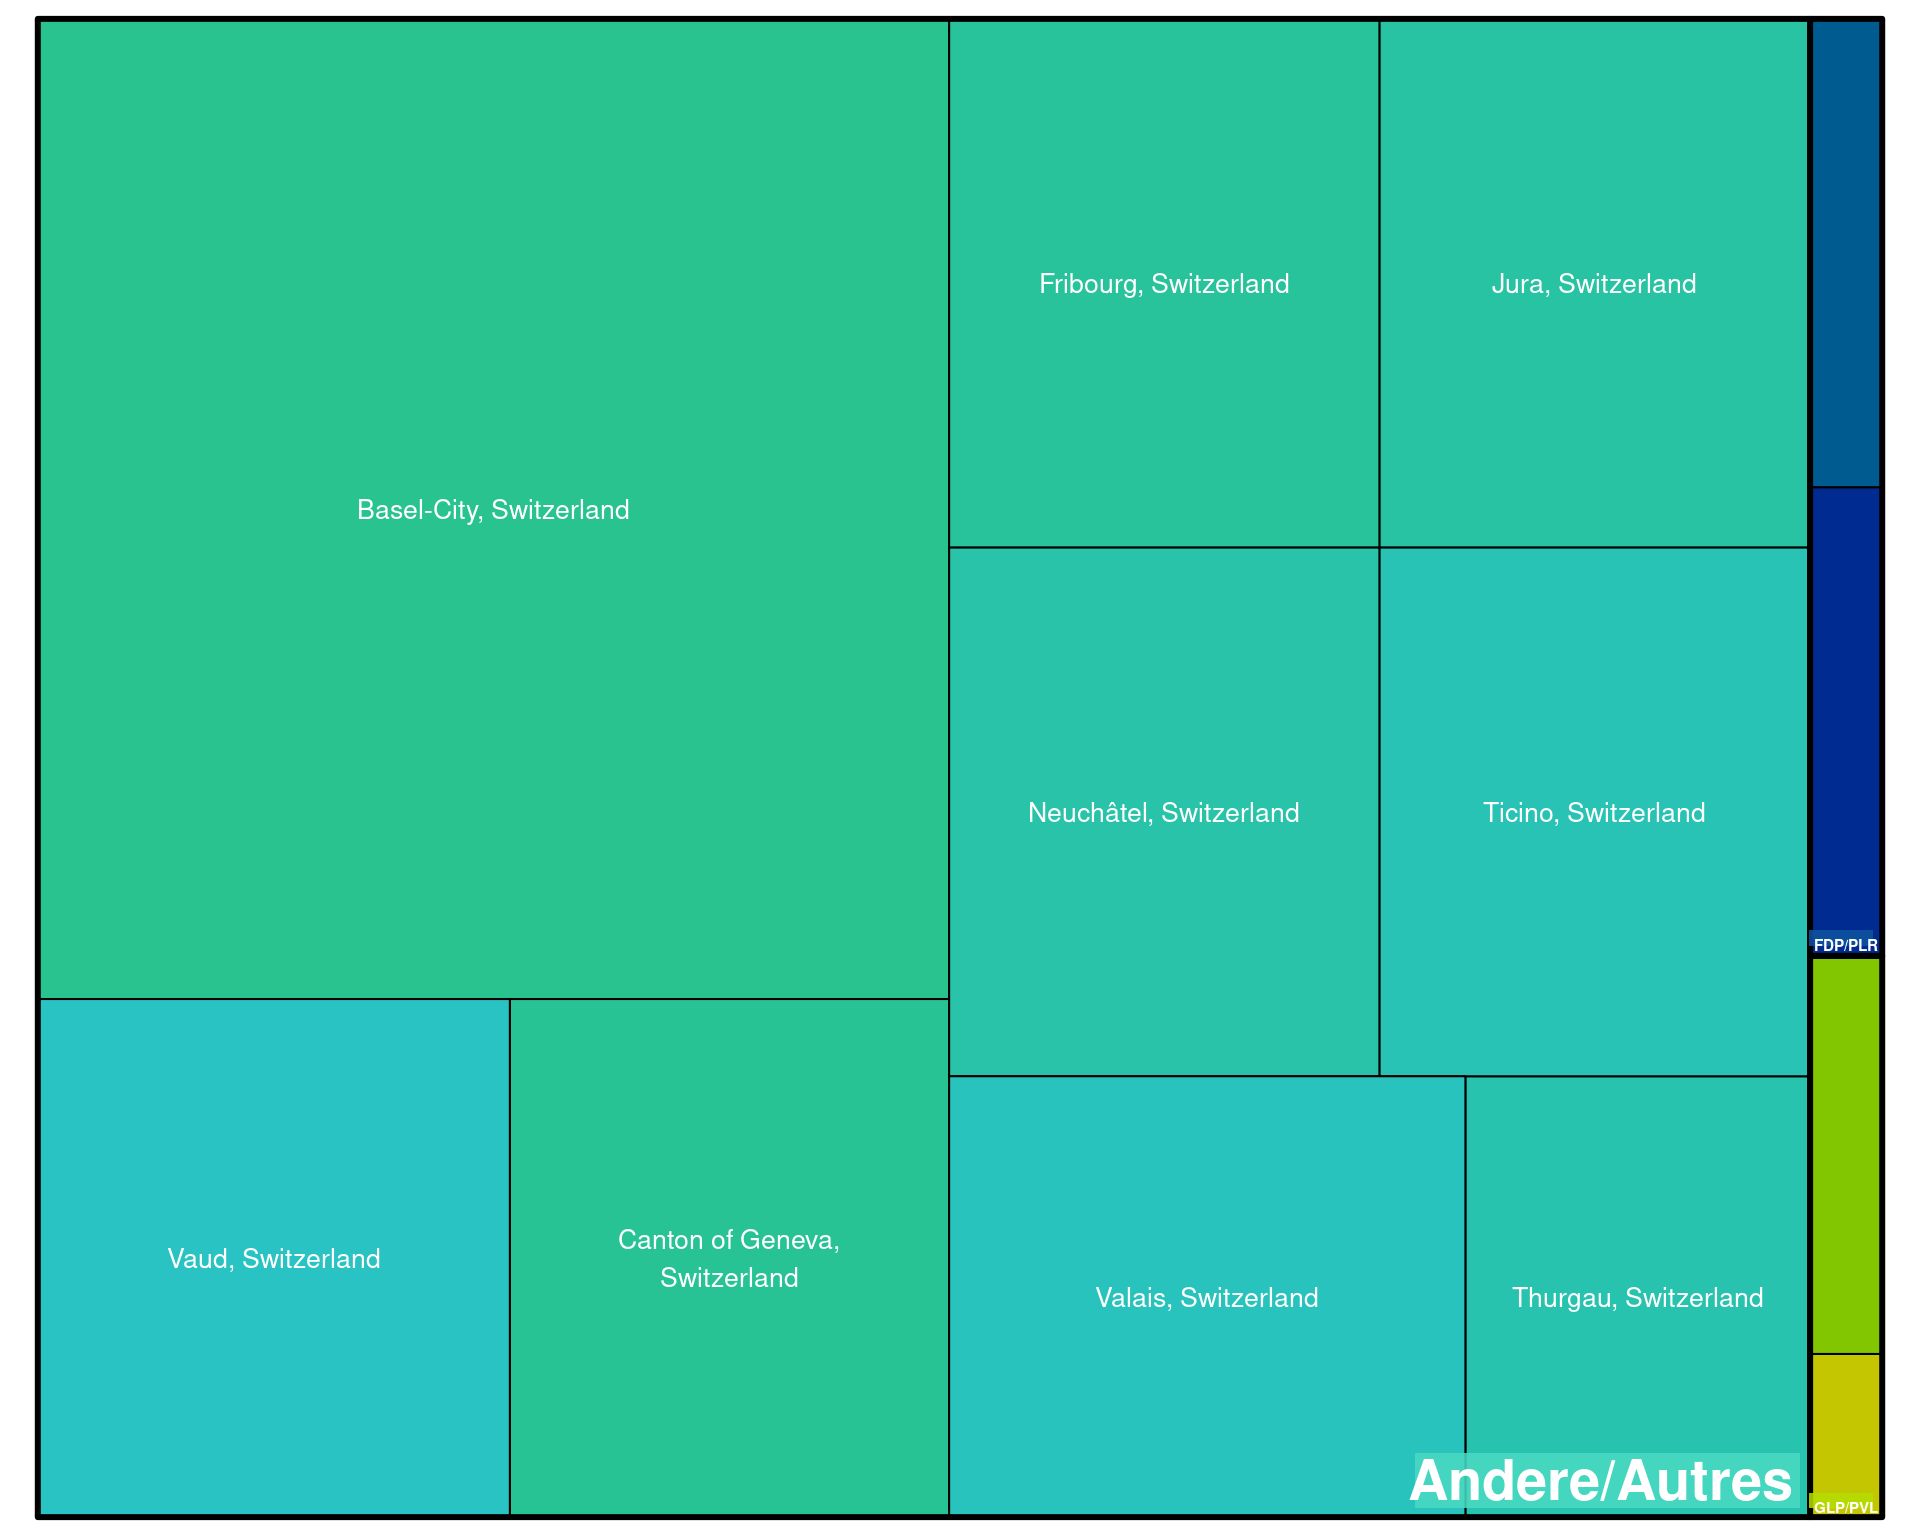 Fribourg, Switzerland
Jura, Switzerland
Basel-City, Switzerland
Neuchâtel, Switzerland
Ticino, Switzerland
FDP/PLR
Vaud, Switzerland
Canton of Geneva,
Switzerland
Valais, Switzerland
Thurgau, Switzerland
Andere/Autres
GLP/PVL